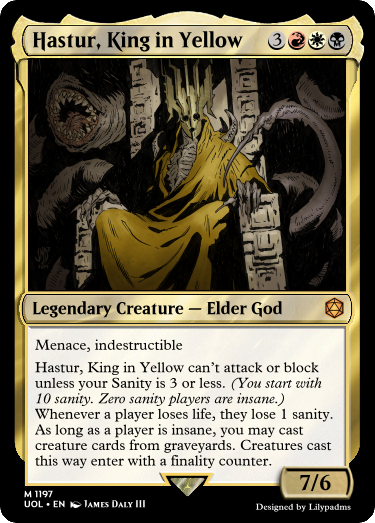 Hastur, King in Yellow 3
Legendary Creature — Elder God
Menace, indestructible
Hastur, King in Yellow can't attack or block
unless your Sanity is 3 or less. (You start with
10 sanity. Zero sanity players are insane.)
Whenever a player loses life, they lose 1 sanity.
As long as a player is insane, you may cast
creature cards from graveyards. Creatures cast
this way enter with a finality counter.
7/6
M 1197
UOL • EN James Daly III
Designed by Lilypadms